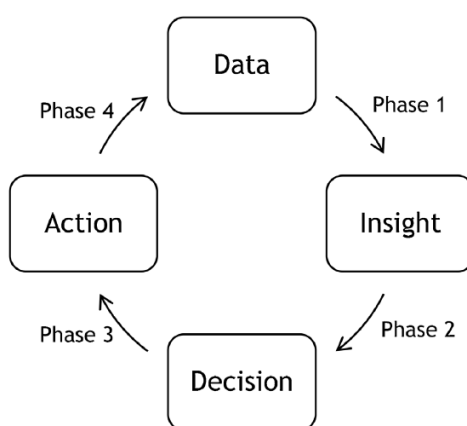 Data
Phase 4
Phase 1
Action
Insight
Phase 3
Phase 2
Decision